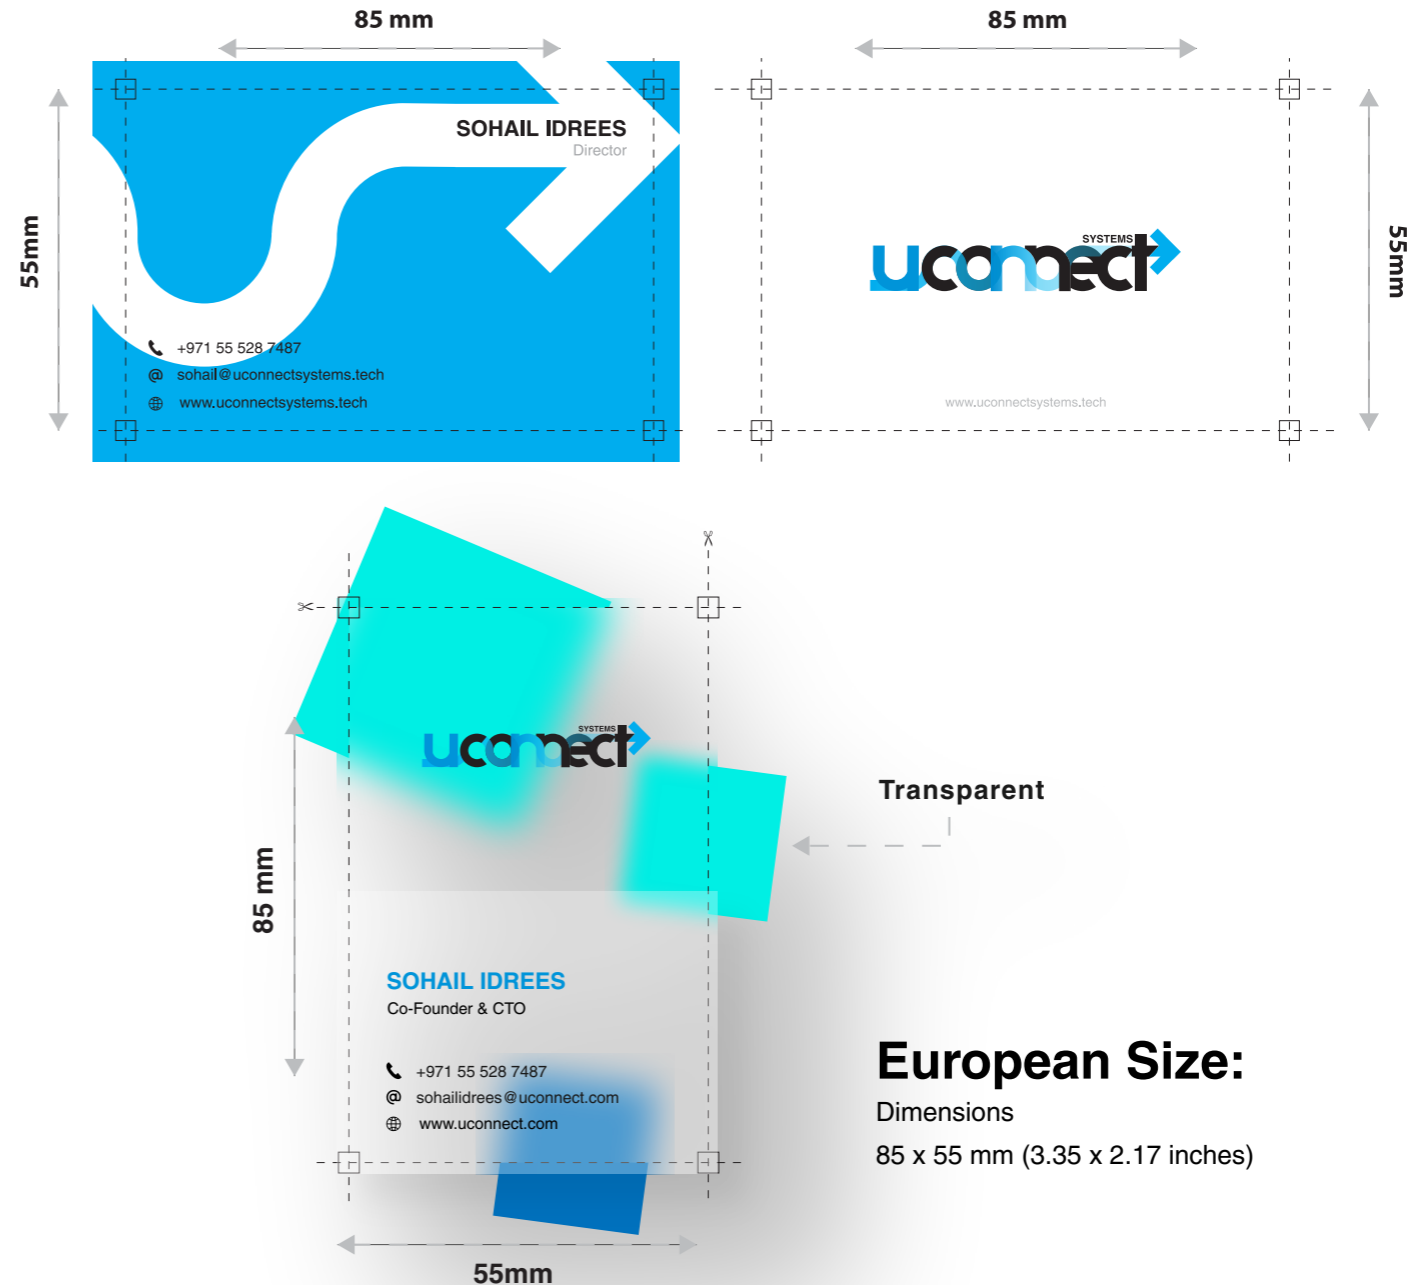 85 mm
85 mm
55mm
SOHAIL IDREES
Director
+971 55 528 7487
@ sohail@uconnectsystems.tech
www.uconnectsystems.tech
SYSTEMS
uconnect
www.uconnectsystems.tech
55mm
SYSTEMS
uconnect
Transparent
85 mm
SOHAIL IDREES
Co-Founder & CTO
+971 55 528 7487
@ sohailidrees@uconnect.com
www.uconnect.com
55mm
European Size:
Dimensions
85 x 55 mm (3.35 x 2.17 inches)